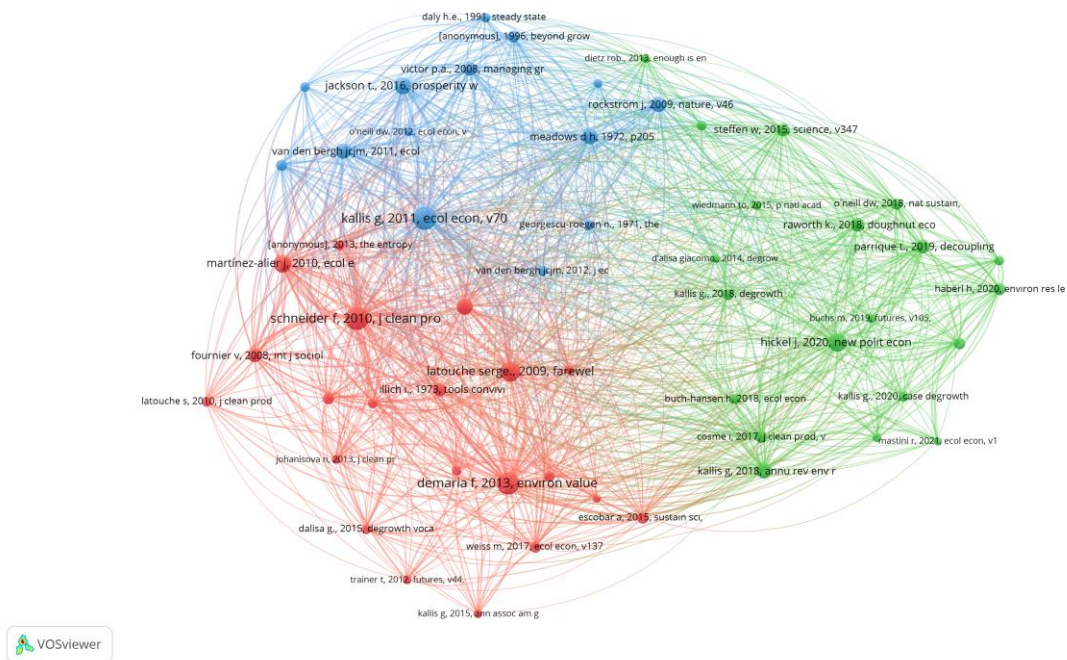 daly h.e., 1991, steady state
[anonymous], 1996, beyond grow
dietz rob., 2013, enough is en
victor p.a., 2008, managing gr
jackson t., 2016, prosperity w
rockstrom j, 2009, nature, v46
o'neill dw, 2012, ecol econ, v
meadows d h, 1972, p205
steffen w, 2015, science, v347
van den bergh jcjm, 2011, ecol
wiedmann to, 2015, p natl acad
o'neill dw, 2018, nat sustain,
kallis g, 2011, ecol econ, v70
georgescu-roegen n., 1971, the
raworth k., 2018, doughnut eco
[anonymous], 2013, the entropy
parrique t., 2019, decoupling
martínez-alier j, 2010, ecol e
d'alisa giacomo, 2014, degrow
van den bergh jcjm, 2012, j ec
haberl h, 2020, environ res le
kallis g., 2018, degrowth
schneider f, 2010, j clean pro
buchs m, 2019, futures, v105,
hickel j, 2020, new polit econ
fournier v, 2008, int j sociol
latouche serge., 2009, farewel
illich i., 1973, tools convivi
latouche s, 2010, j clean prod
buch-hansen h, 2018, ecol econ
kallis g., 2020, case degrowth
cosme i, 2017, j clean prod, v
mastini r, 2021, ecol econ, v1
johanisova n, 2013, j clean pr
kallis g, 2018, annu rev env r
demaria f, 2013, environ value
escobar a, 2015, sustain sci,
dalisa g., 2015, degrowth voca
weiss m, 2017, ecol econ, v137
trainer t, 2012, futures, v44,
kallis g, 2015, ann assoc am g
VOSviewer